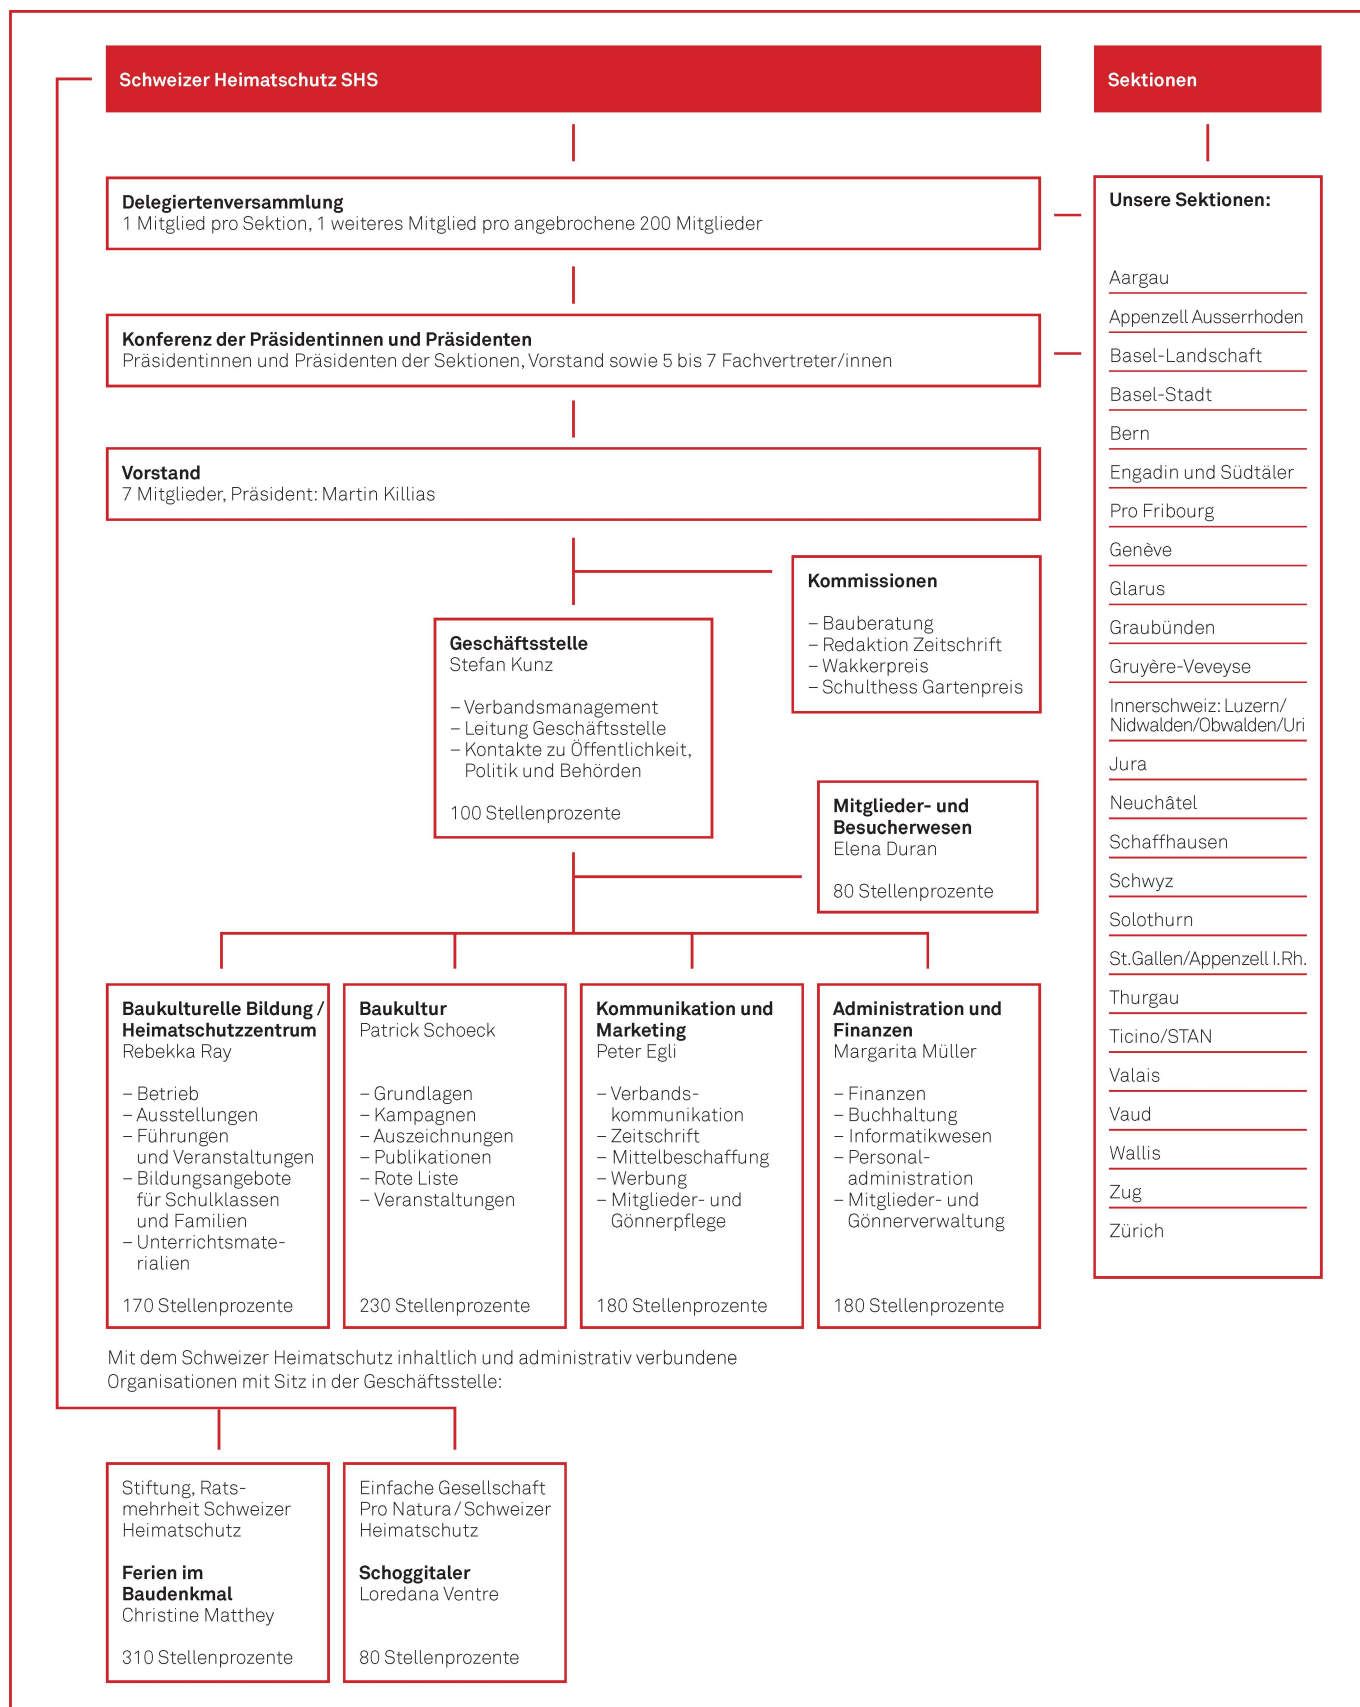 Schweizer Heimatschutz SHS
Delegiertenversammlung
1 Mitglied pro Sektion, 1 weiteres Mitglied pro angebrochene 200 Mitglieder
Konferenz der Präsidentinnen und Präsidenten
Präsidentinnen und Präsidenten der Sektionen, Vorstand sowie 5 bis 7 Fachvertreter/innen
Vorstand
7 Mitglieder, Präsident: Martin Killias
Kommissionen
– Bauberatung
– Redaktion Zeitschrift
– Wakkerpreis
– Schulthess Gartenpreis
Geschäftsstelle
Stefan Kunz
– Verbandsmanagement
– Leitung Geschäftsstelle
– Kontakte zu Öffentlichkeit,
Politik und Behörden
100 Stellenprozente
Mitglieder- und
Besucherwesen
Elena Duran
80 Stellenprozente
Baukulturelle Bildung /
Heimatschutzzentrum
Rebekka Ray
– Betrieb
– Ausstellungen
– Führungen
und Veranstaltungen
– Bildungsangebote
für Schulklassen
und Familien
– Unterrichtsmate-
rialien
170 Stellenprozente
Baukultur
Patrick Schoeck
– Grundlagen
– Kampagnen
– Auszeichnungen
– Publikationen
– Rote Liste
– Veranstaltungen
230 Stellenprozente
Kommunikation und
Marketing
Peter Egli
– Verbands-
kommunikation
– Zeitschrift
– Mittelbeschaffung
– Werbung
– Mitglieder- und
Gönnerpflege
180 Stellenprozente
Administration und
Finanzen
Margarita Müller
– Finanzen
– Buchhaltung
– Informatikwesen
– Personal-
administration
– Mitglieder- und
Gönnerverwaltung
180 Stellenprozente
Mit dem Schweizer Heimatschutz inhaltlich und administrativ verbundene
Organisationen mit Sitz in der Geschäftsstelle:
Stiftung, Rats-
mehrheit Schweizer
Heimatschutz
Ferien im
Baudenkmal
Christine Matthey
310 Stellenprozente
Einfache Gesellschaft
Pro Natura / Schweizer
Heimatschutz
Schoggitaler
Loredana Ventre
80 Stellenprozente
Sektionen
Unsere Sektionen:
Aargau
Appenzell Ausserrhoden
Basel-Landschaft
Basel-Stadt
Bern
Engadin und Südtäler
Pro Fribourg
Genève
Glarus
Graubünden
Gruyère-Veveyse
Innerschweiz: Luzern/
Nidwalden/Obwalden/Uri
Jura
Neuchâtel
Schaffhausen
Schwyz
Solothurn
St.Gallen/Appenzell I.Rh.
Thurgau
Ticino/STAN
Valais
Vaud
Wallis
Zug
Zürich